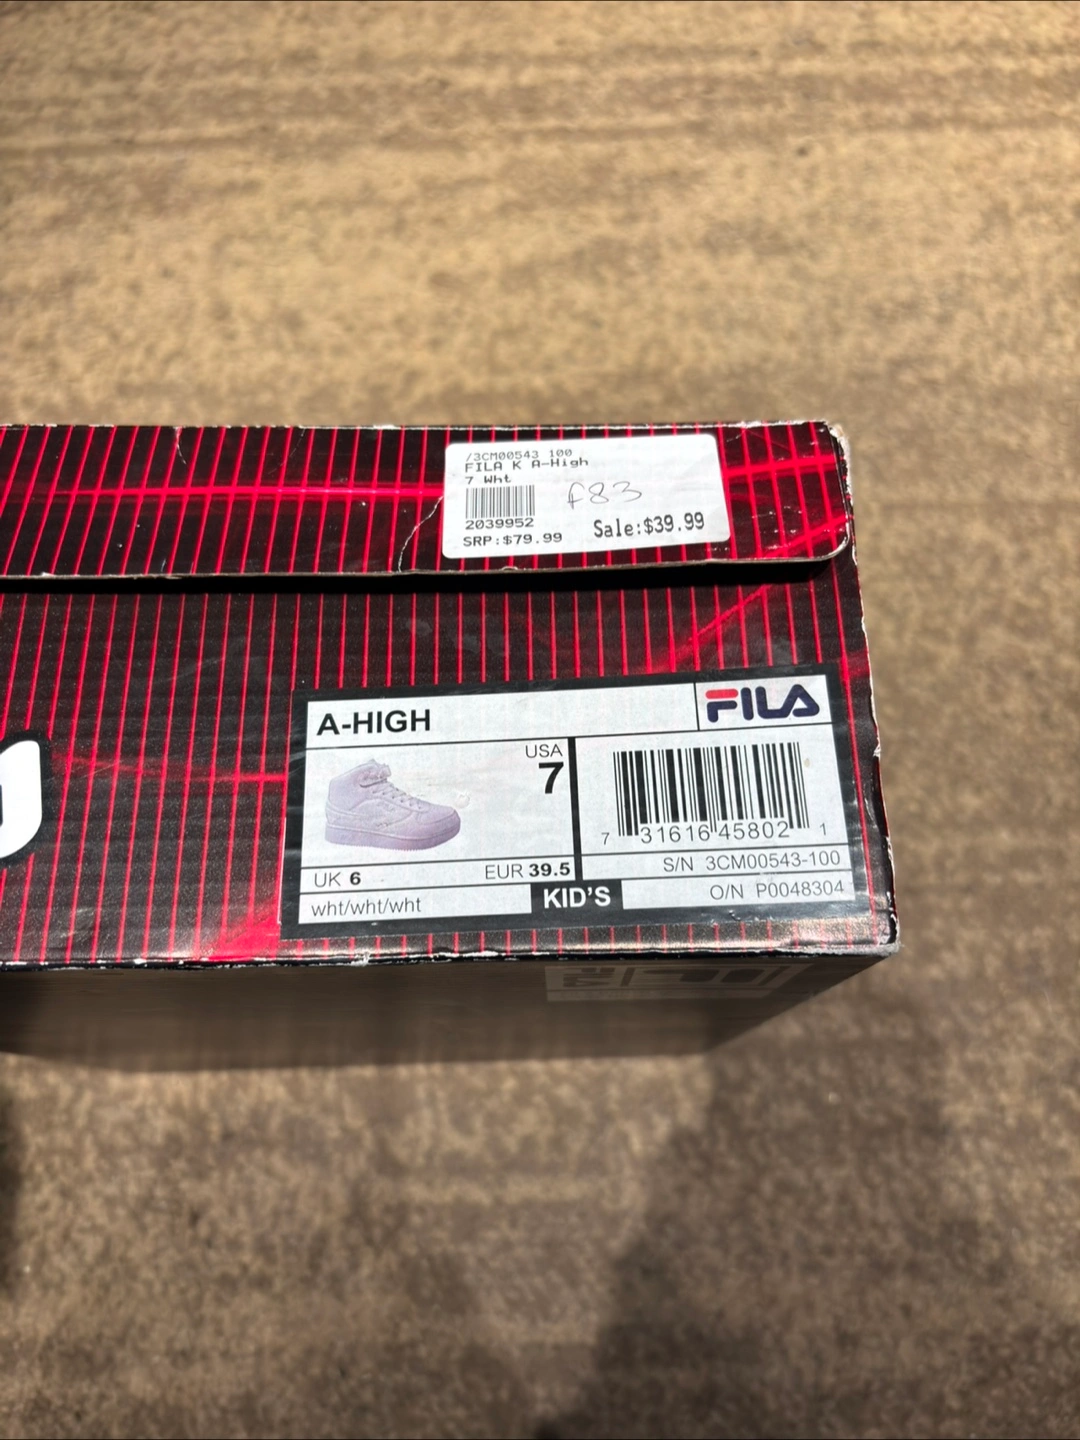 /3CM00543 100
FILA K A-High
7 Wht
f83
2039952
SRP:$79.99
Sale:$39.99
A-HIGH
FILA
USA
7
7 31616 45802 1
UK 6
EUR 39.5
S/N 3CM00543-100
wht/wht/wht
KID'S
O/N P0048304